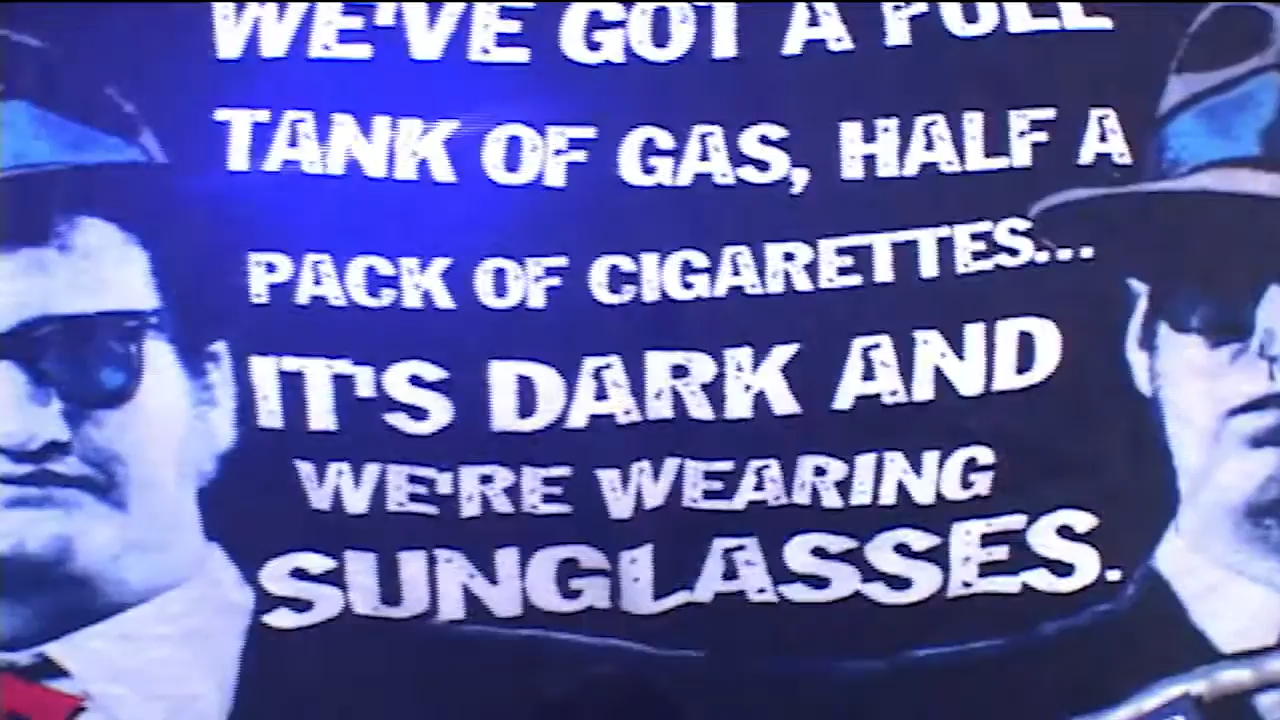 WE'VE GOT A FULL
TANK OF GAS, HALF A
PACK OF CIGARETTES...
IT'S DARK AND
WE'RE WEARING
SUNGLASSES.